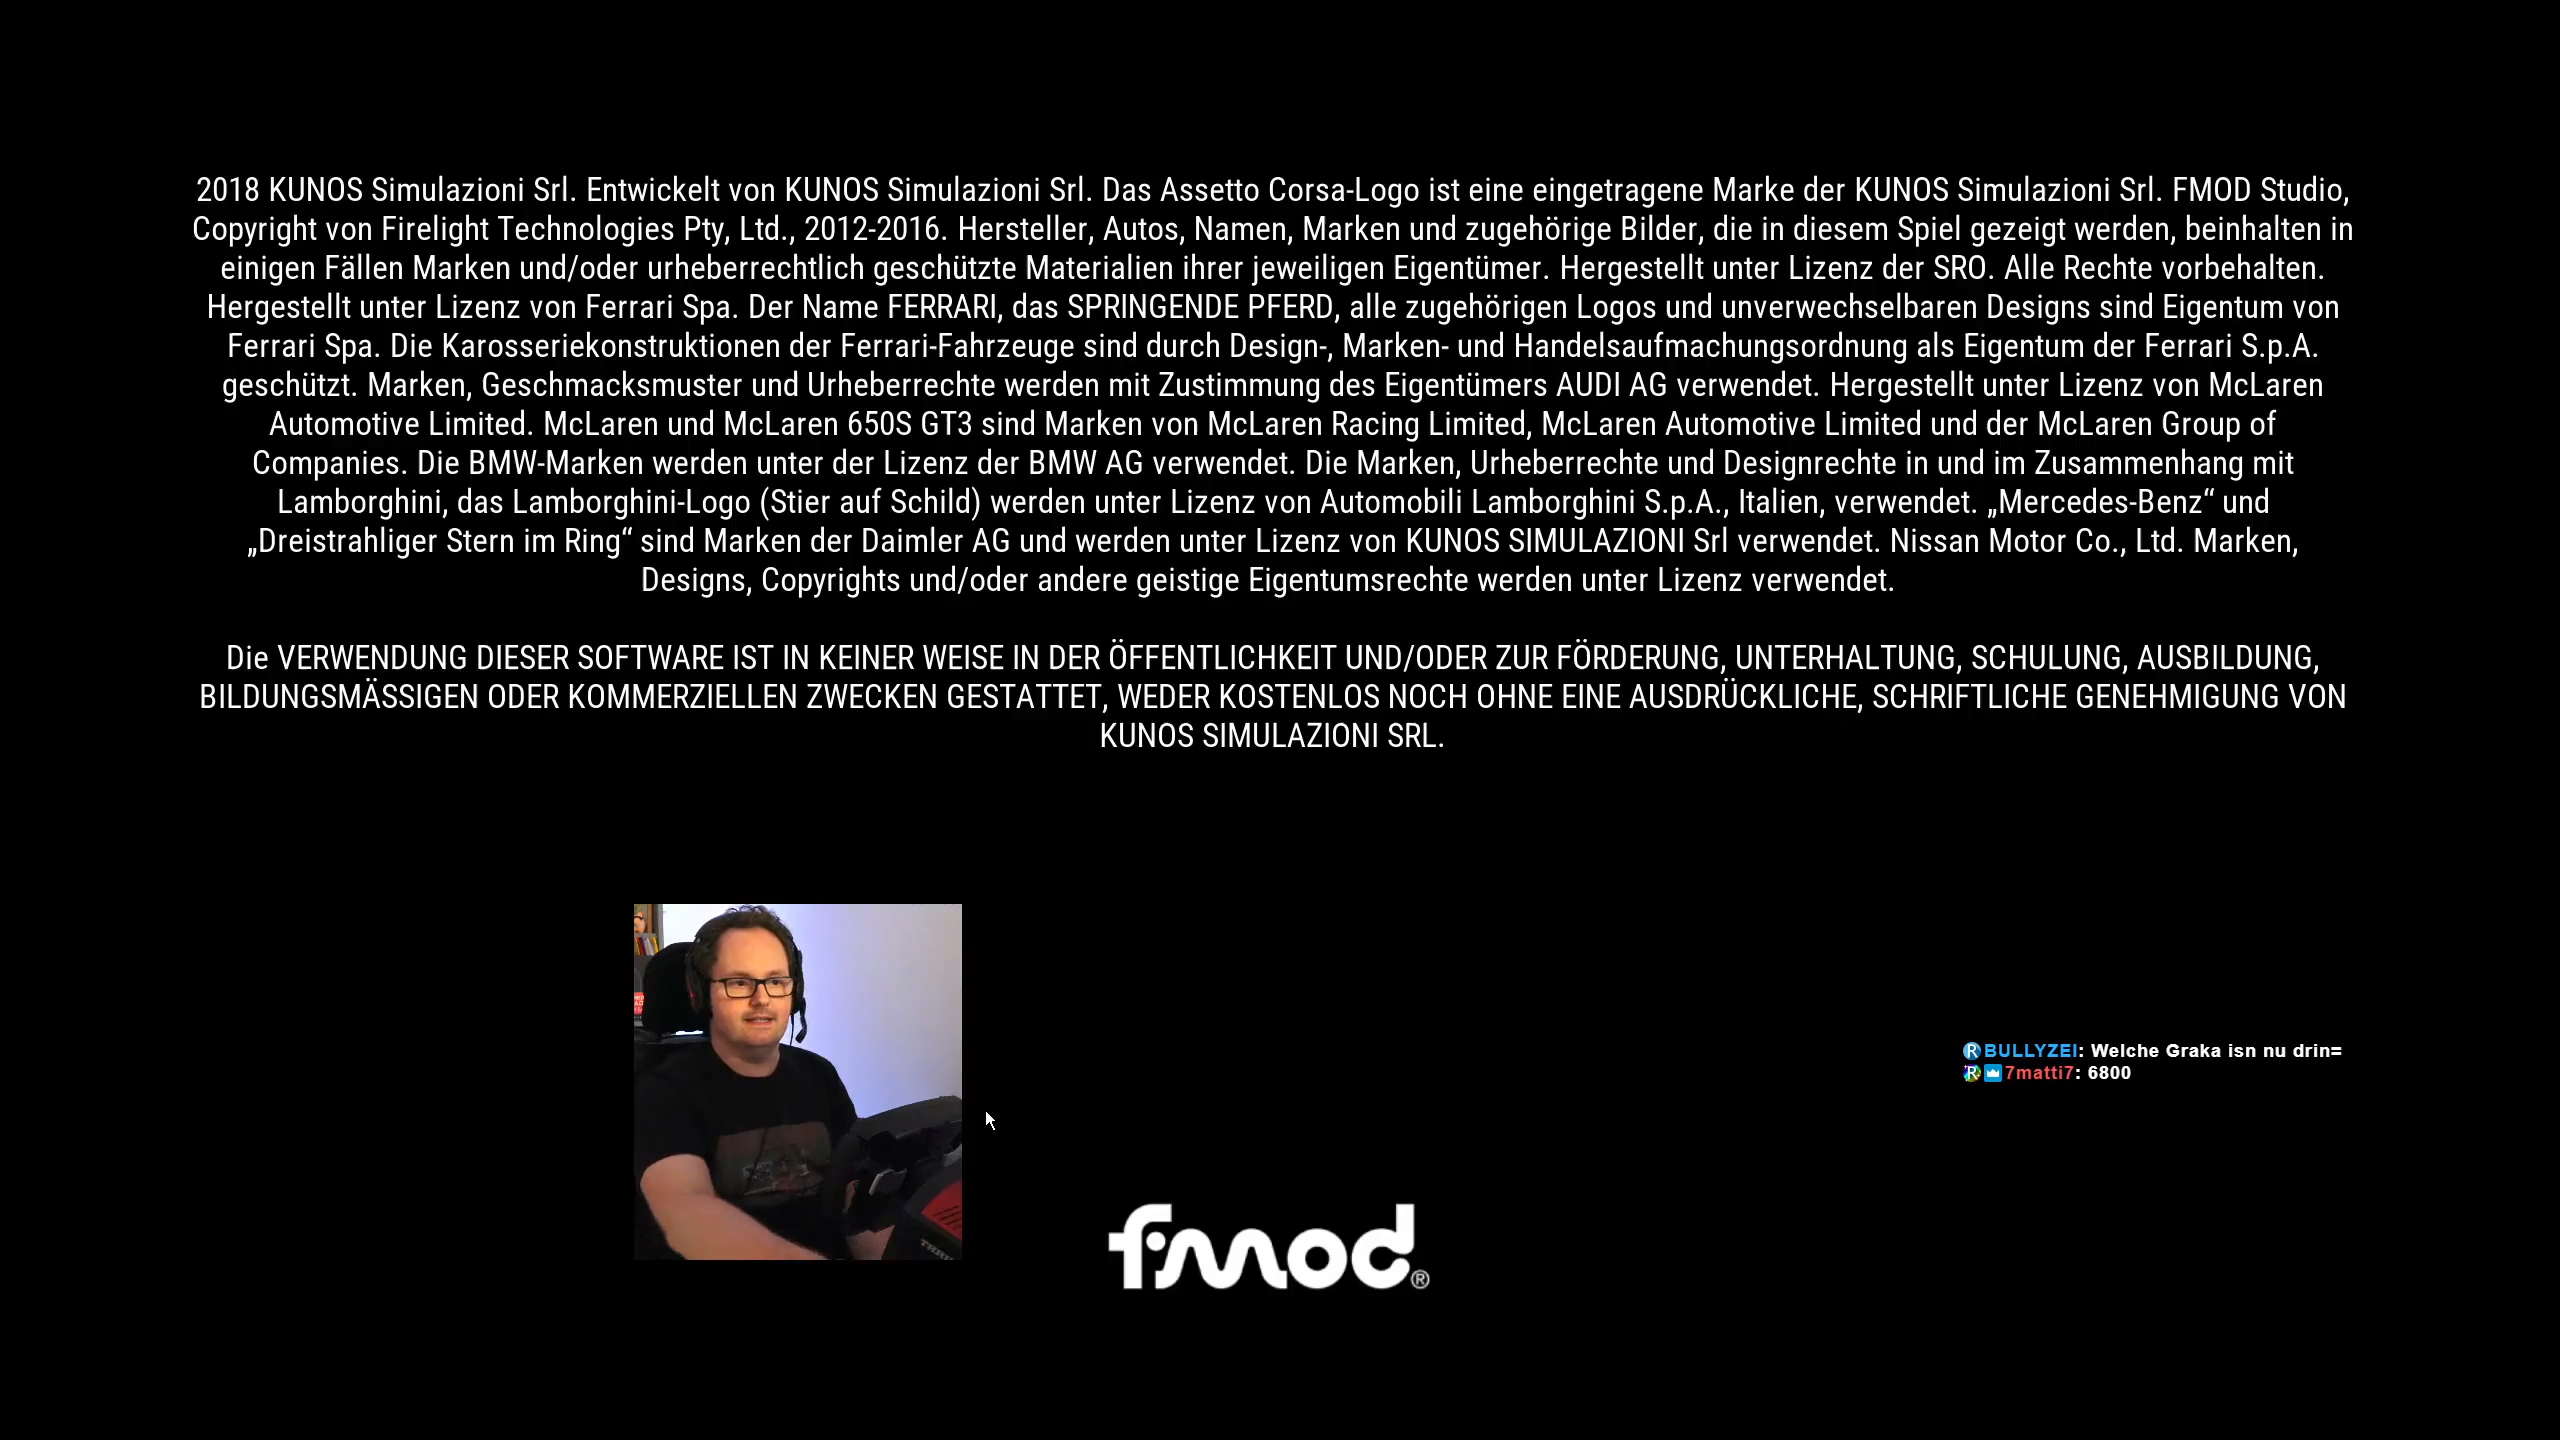 2018 KUNOS Simulazioni Srl. Entwickelt von KUNOS Simulazioni Srl. Das Assetto Corsa-Logo ist eine eingetragene Marke der KUNOS Simulazioni Srl. FMOD Studio,
Copyright von Firelight Technologies Pty, Ltd., 2012-2016. Hersteller, Autos, Namen, Marken und zugehörige Bilder, die in diesem Spiel gezeigt werden, beinhalten in
einigen Fällen Marken und/oder urheberrechtlich geschützte Materialien ihrer jeweiligen Eigentümer. Hergestellt unter Lizenz der SRO. Alle Rechte vorbehalten.
Hergestellt unter Lizenz von Ferrari Spa. Der Name FERRARI, das SPRINGENDE PFERD, alle zugehörigen Logos und unverwechselbaren Designs sind Eigentum von
Ferrari Spa. Die Karosseriekonstruktionen der Ferrari-Fahrzeuge sind durch Design-, Marken- und Handelsaufmachungsordnung als Eigentum der Ferrari S.p.A.
geschützt. Marken, Geschmacksmuster und Urheberrechte werden mit Zustimmung des Eigentümers AUDI AG verwendet. Hergestellt unter Lizenz von McLaren
Automotive Limited. McLaren und McLaren 650S GT3 sind Marken von McLaren Racing Limited, McLaren Automotive Limited und der McLaren Group of
Companies. Die BMW-Marken werden unter der Lizenz der BMW AG verwendet. Die Marken, Urheberrechte und Designrechte in und im Zusammenhang mit
Lamborghini, das Lamborghini-Logo (Stier auf Schild) werden unter Lizenz von Automobili Lamborghini S.p.A., Italien, verwendet. „Mercedes-Benz“ und
„Dreistrahliger Stern im Ring“ sind Marken der Daimler AG und werden unter Lizenz von KUNOS SIMULAZIONI Srl verwendet. Nissan Motor Co., Ltd. Marken,
Designs, Copyrights und/oder andere geistige Eigentumsrechte werden unter Lizenz verwendet.
Die VERWENDUNG DIESER SOFTWARE IST IN KEINER WEISE IN DER ÖFFENTLICHKEIT UND/ODER ZUR FÖRDERUNG, UNTERHALTUNG, SCHULUNG, AUSBILDUNG,
BILDUNGSMÄSSIGEN ODER KOMMERZIELLEN ZWECKEN GESTATTET, WEDER KOSTENLOS NOCH OHNE EINE AUSDRÜCKLICHE, SCHRIFTLICHE GENEHMIGUNG VON
KUNOS SIMULAZIONI SRL.
R BULLYZEI: Welche Graka isn nu drin=
R 7matti7: 6800
fmod®